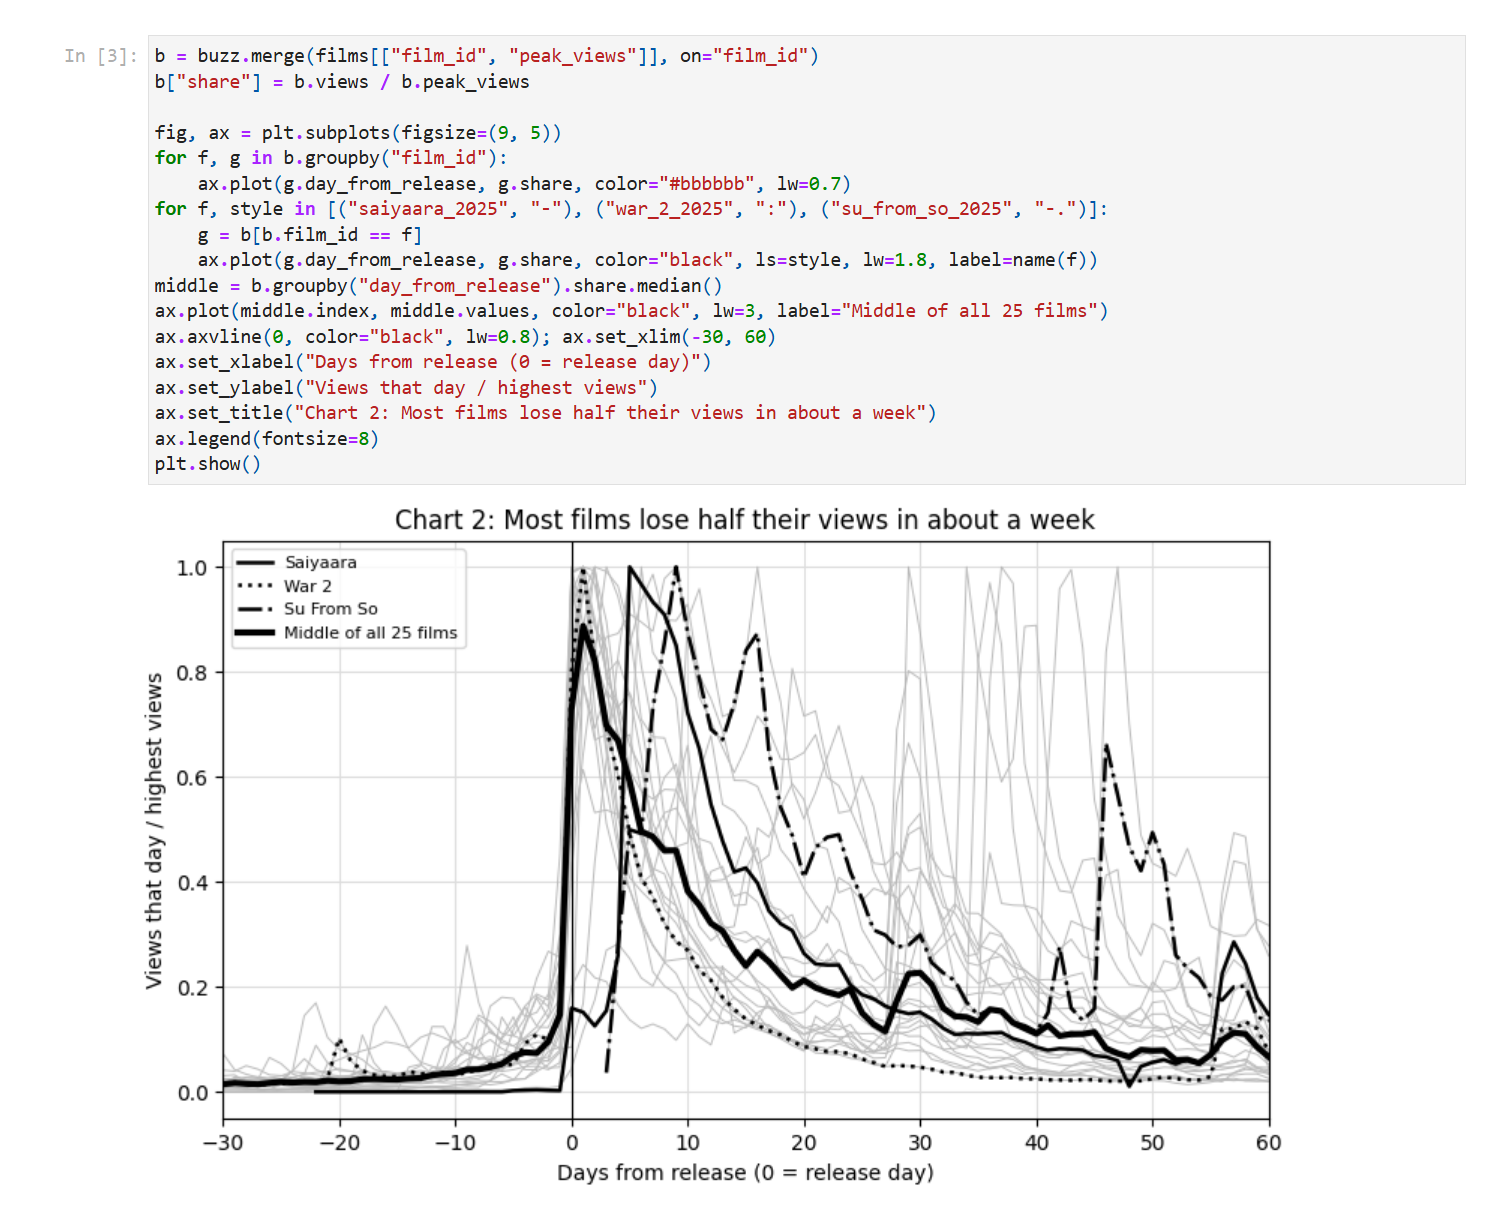 In [3]:
b = buzz.merge(films[["film_id", "peak_views"]], on="film_id")
b["share"] = b.views / b.peak_views
fig, ax = plt.subplots(figsize=(9, 5))
for f, g in b.groupby("film_id"):
    ax.plot(g.day_from_release, g.share, color="#bbbbbb", lw=0.7)
for f, style in [("saiyaara_2025", "-"), ("war_2_2025", ":"), ("su_from_so_2025", "-.")]:
    g = b[b.film_id == f]
    ax.plot(g.day_from_release, g.share, color="black", ls=style, lw=1.8, label=name(f))
middle = b.groupby("day_from_release").share.median()
ax.plot(middle.index, middle.values, color="black", lw=3, label="Middle of all 25 films")
ax.axvline(0, color="black", lw=0.8); ax.set_xlim(-30, 60)
ax.set_xlabel("Days from release (0 = release day)")
ax.set_ylabel("Views that day / highest views")
ax.set_title("Chart 2: Most films lose half their views in about a week")
ax.legend(fontsize=8)
plt.show()
Chart 2: Most films lose half their views in about a week
Saiyaara
War 2
Su From So
Middle of all 25 films
Views that day / highest views
1.0
0.8
0.6
0.4
0.2
0.0
−30 −20 −10 0 10 20 30 40 50 60
Days from release (0 = release day)